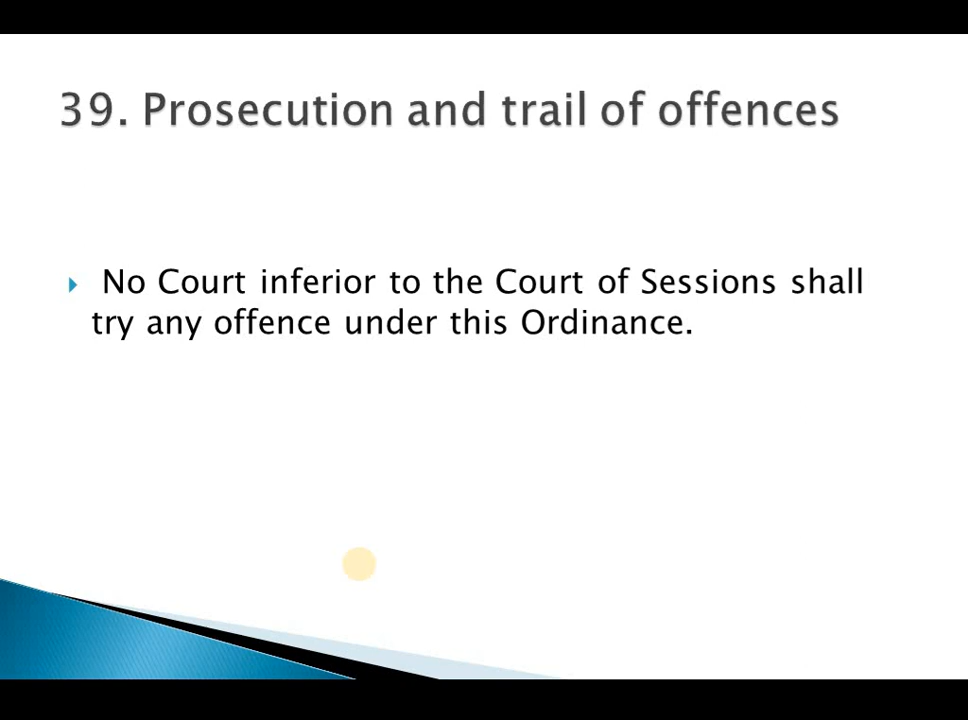 39. Prosecution and trail of offences
No Court inferior to the Court of Sessions shall
try any offence under this Ordinance.